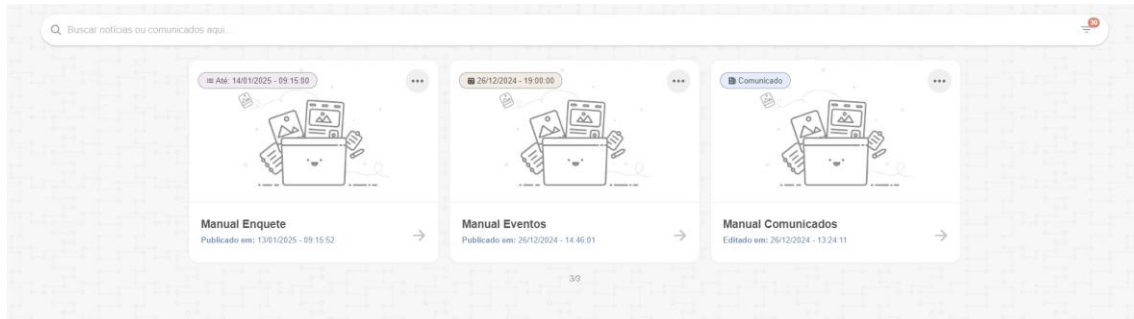 Buscar notícias ou comunicados aqui...
30
Até: 14/01/2025 - 09:15:00
26/12/2024 - 19:00:00
Comunicado
Manual Enquete
Publicado em: 13/01/2025 - 09:15:52
Manual Eventos
Publicado em: 26/12/2024 - 14:46:01
Manual Comunicados
Editado em: 26/12/2024 - 13:24:11
3/3